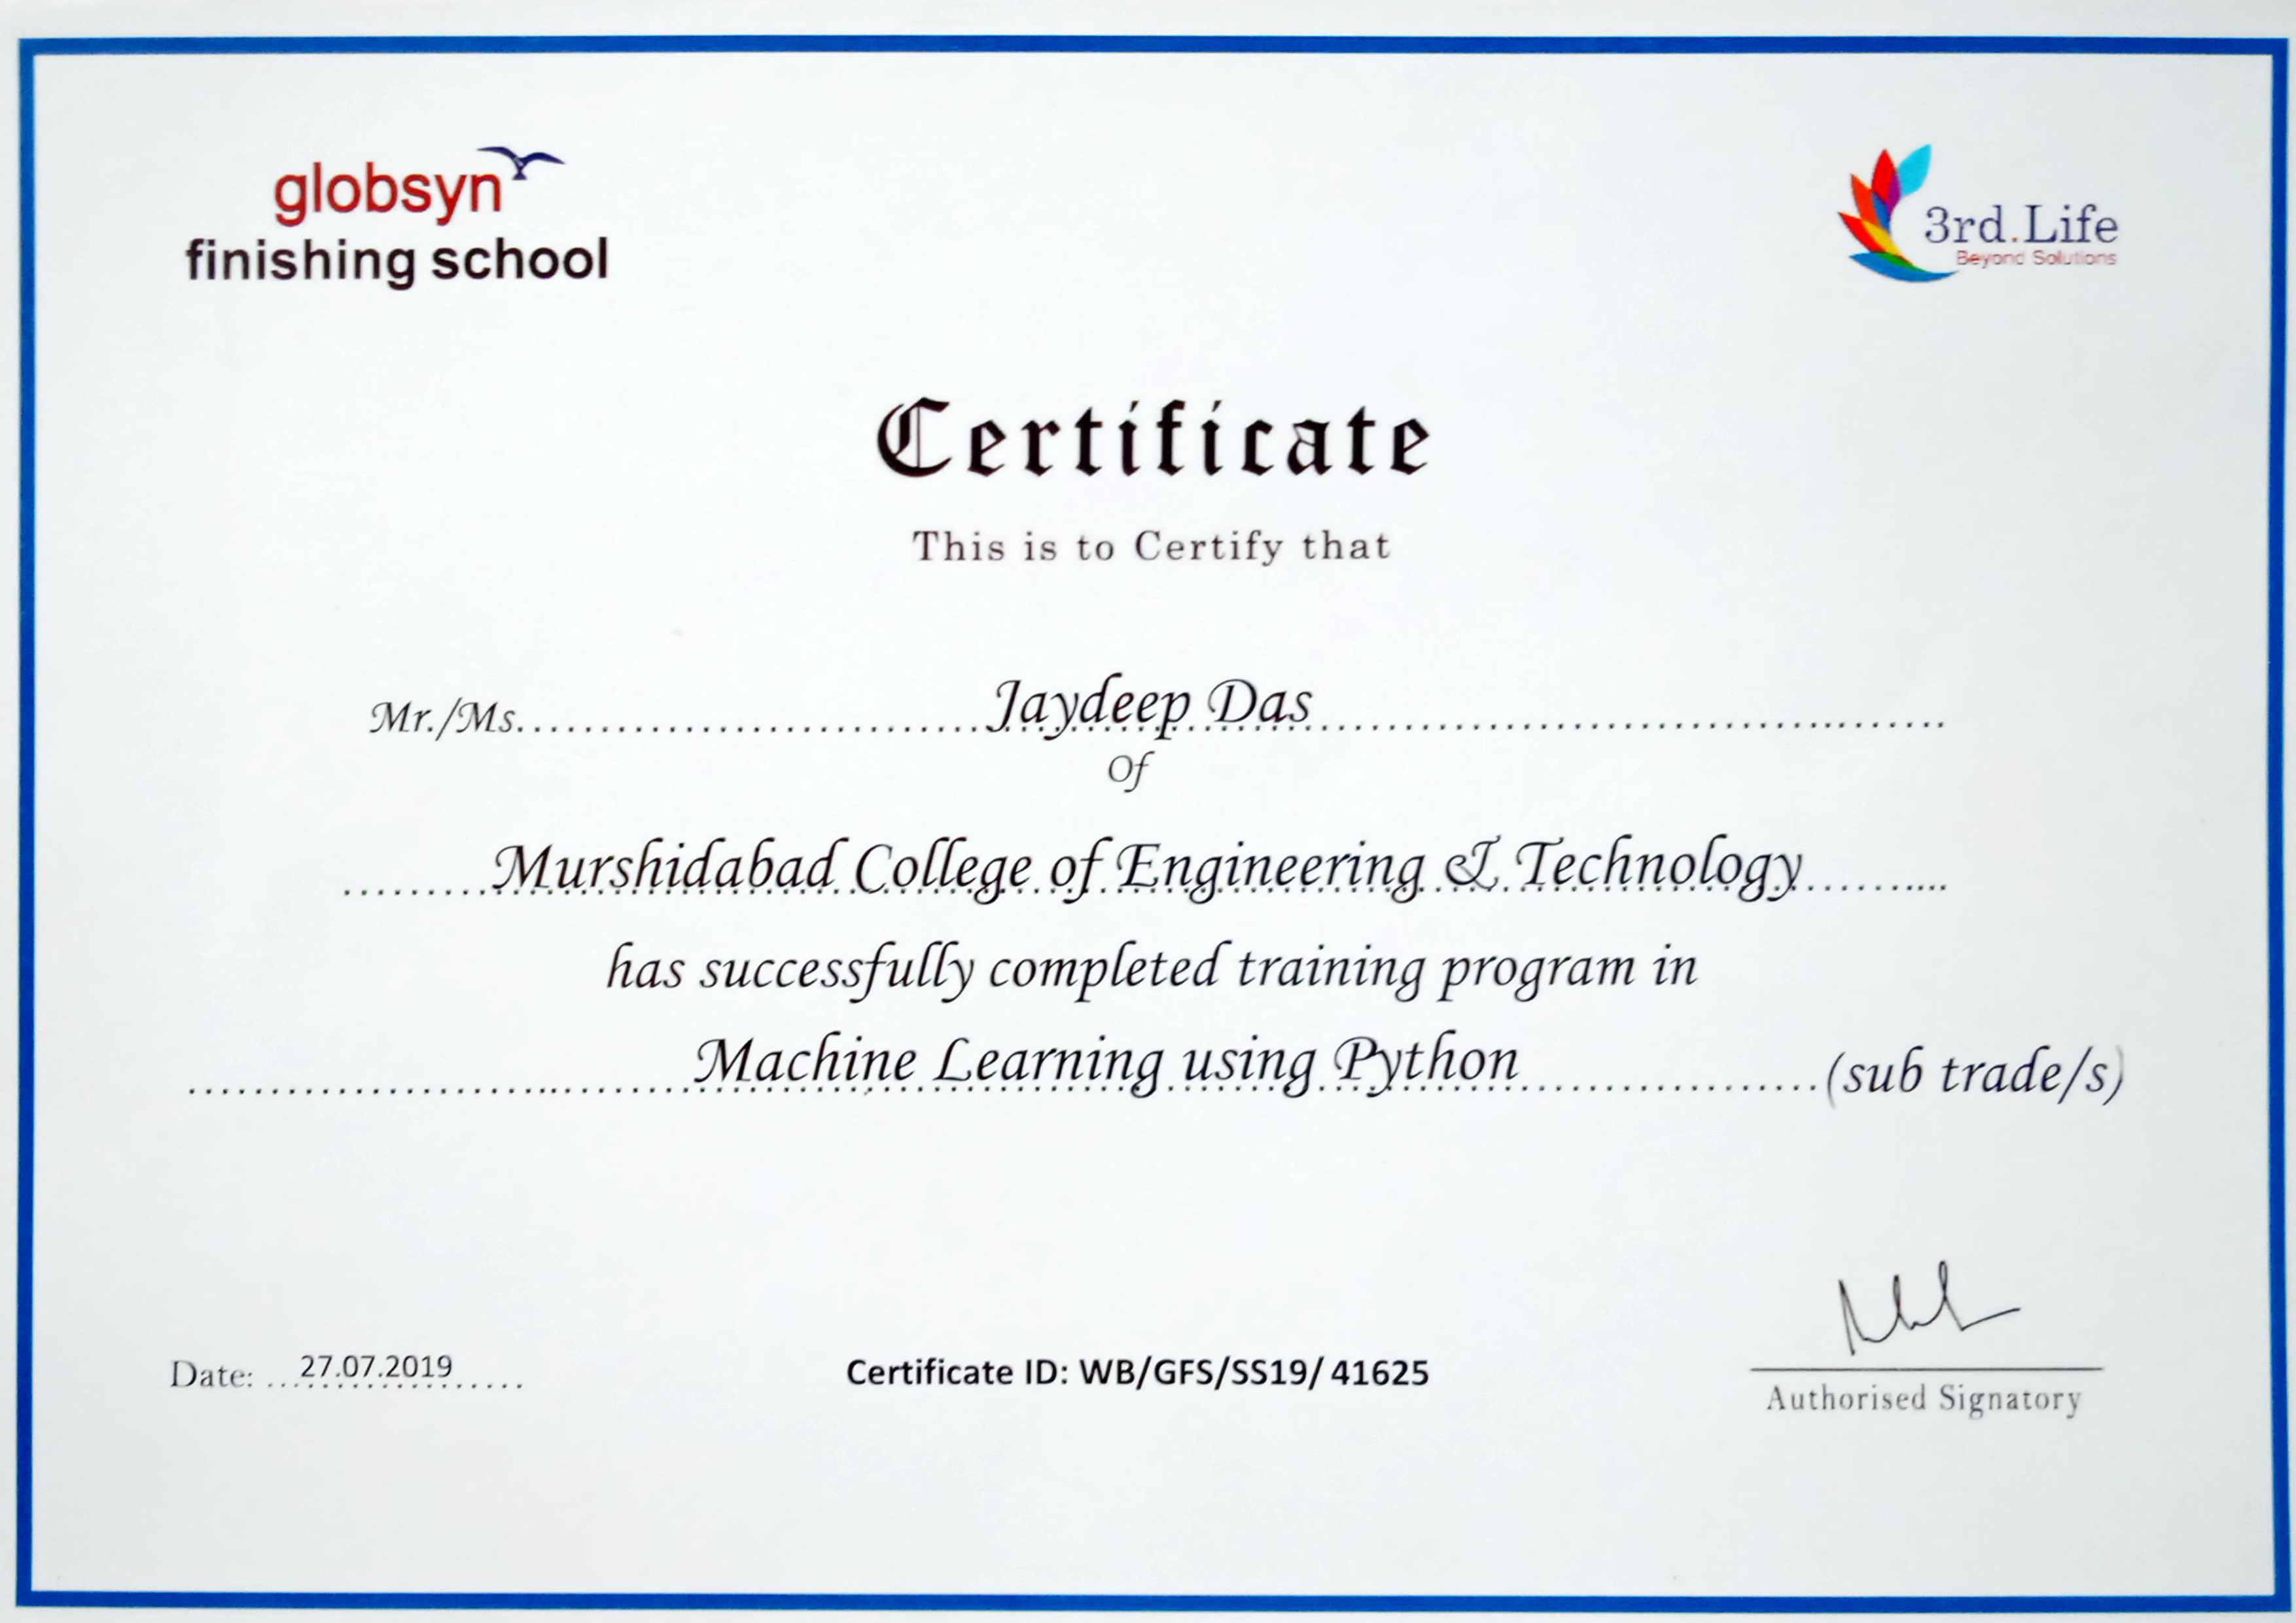 globsyn
finishing school
3rd.Life
Beyond Solutions
Certificate
This is to Certify that
Mr./Ms..............................Jaydeep Das..............................
Of
.........Murshidabad College of Engineering & Technology............
has successfully completed training program in
..............................Machine Learning using Python......................(sub trade/s)
Date: ...27.07.2019......
Certificate ID: WB/GFS/SS19/ 41625
Authorised Signatory